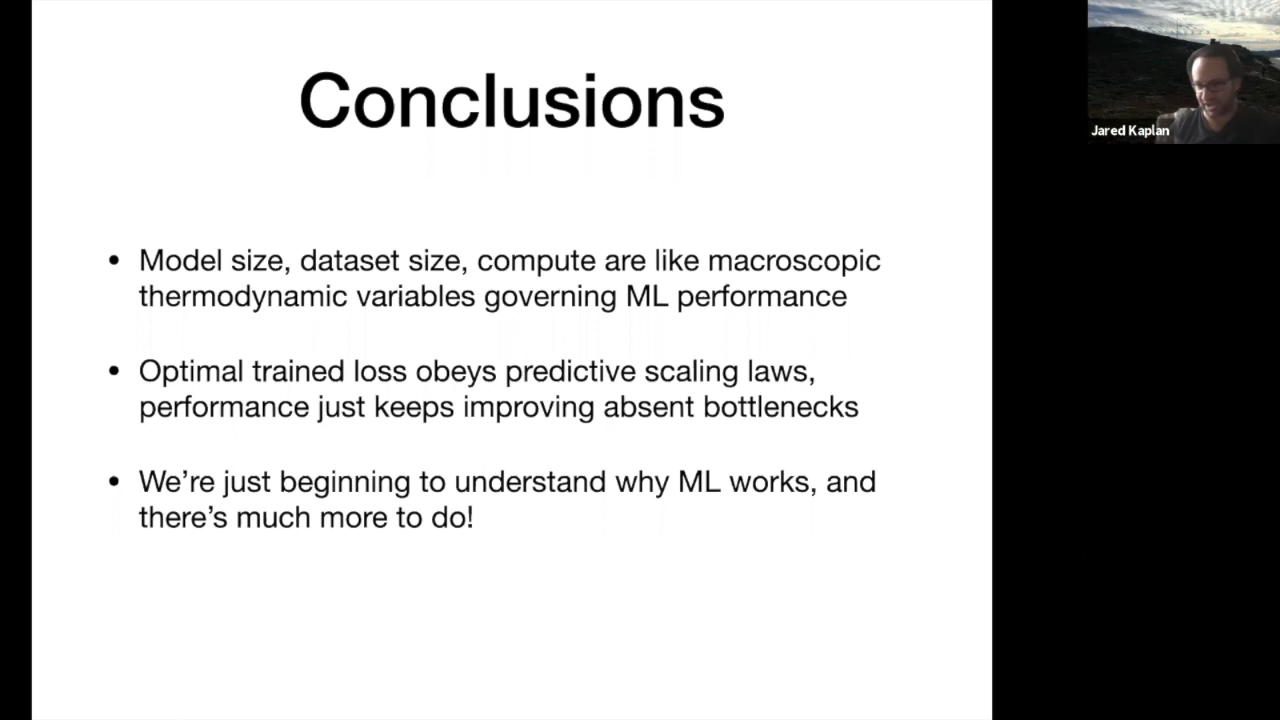 Conclusions
• Model size, dataset size, compute are like macroscopic
thermodynamic variables governing ML performance
• Optimal trained loss obeys predictive scaling laws,
performance just keeps improving absent bottlenecks
• We’re just beginning to understand why ML works, and
there’s much more to do!
Jared Kaplan